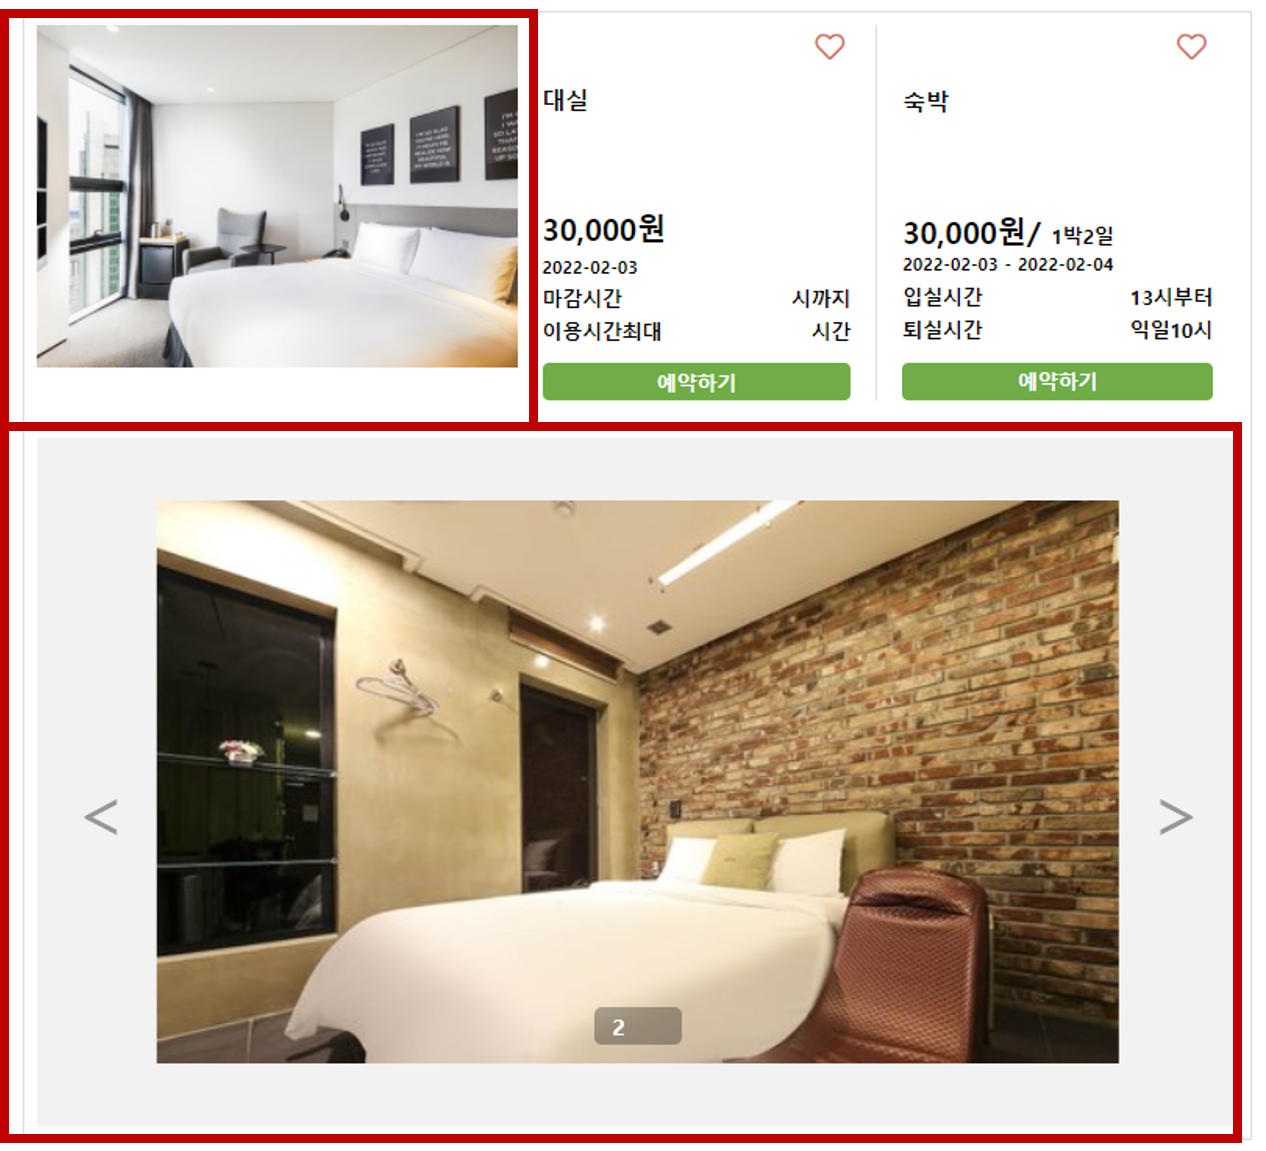 대실
30,000원
2022-02-03
마감시간 시까지
이용시간최대 시간
예약하기
숙박
30,000원/ 1박2일
2022-02-03 - 2022-02-04
입실시간 13시부터
퇴실시간 익일10시
예약하기
<
2
>